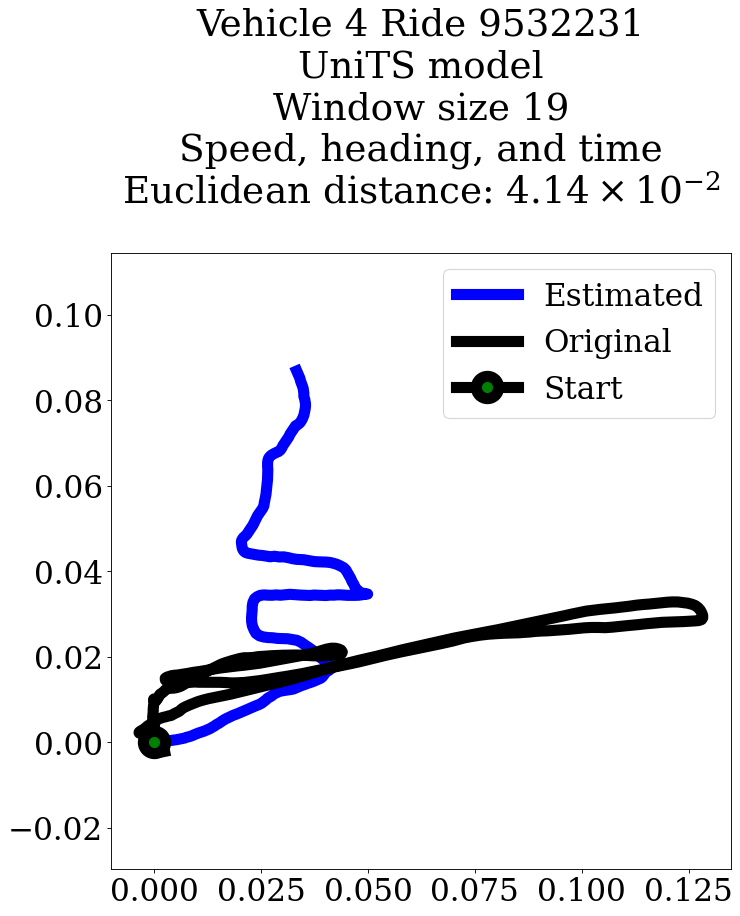 Vehicle 4 Ride 9532231
UniTS model
Window size 19
Speed, heading, and time
Euclidean distance: 4.14 × 10⁻²
Estimated
Original
Start
0.10
0.08
0.06
0.04
0.02
0.00
−0.02
0.000 0.025 0.050 0.075 0.100 0.125